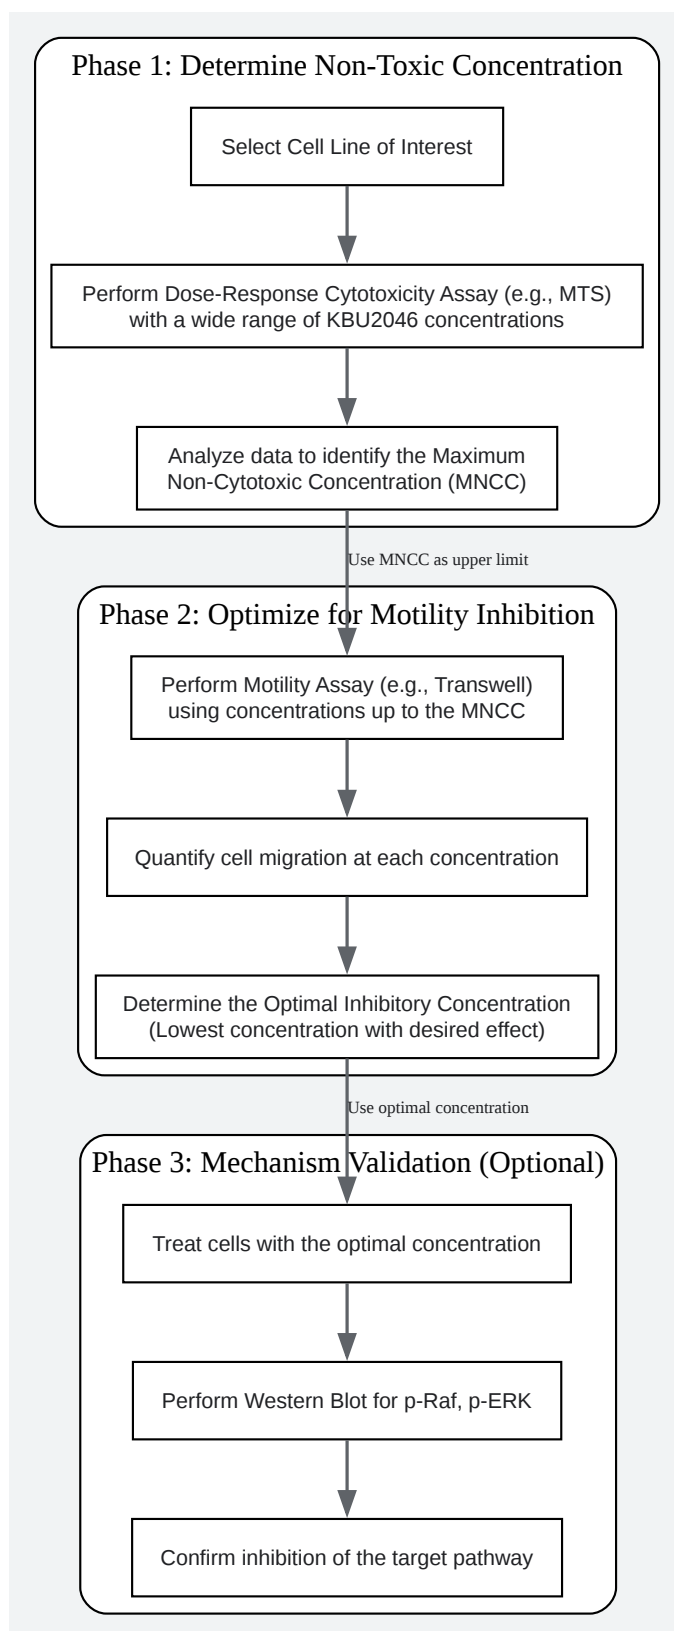 Phase 1: Determine Non-Toxic Concentration
Select Cell Line of Interest
Perform Dose-Response Cytotoxicity Assay (e.g., MTS)
with a wide range of KBU2046 concentrations
Analyze data to identify the Maximum
Non-Cytotoxic Concentration (MNCC)
Use MNCC as upper limit
Phase 2: Optimize for Motility Inhibition
Perform Motility Assay (e.g., Transwell)
using concentrations up to the MNCC
Quantify cell migration at each concentration
Determine the Optimal Inhibitory Concentration
(Lowest concentration with desired effect)
Use optimal concentration
Phase 3: Mechanism Validation (Optional)
Treat cells with the optimal concentration
Perform Western Blot for p-Raf, p-ERK
Confirm inhibition of the target pathway